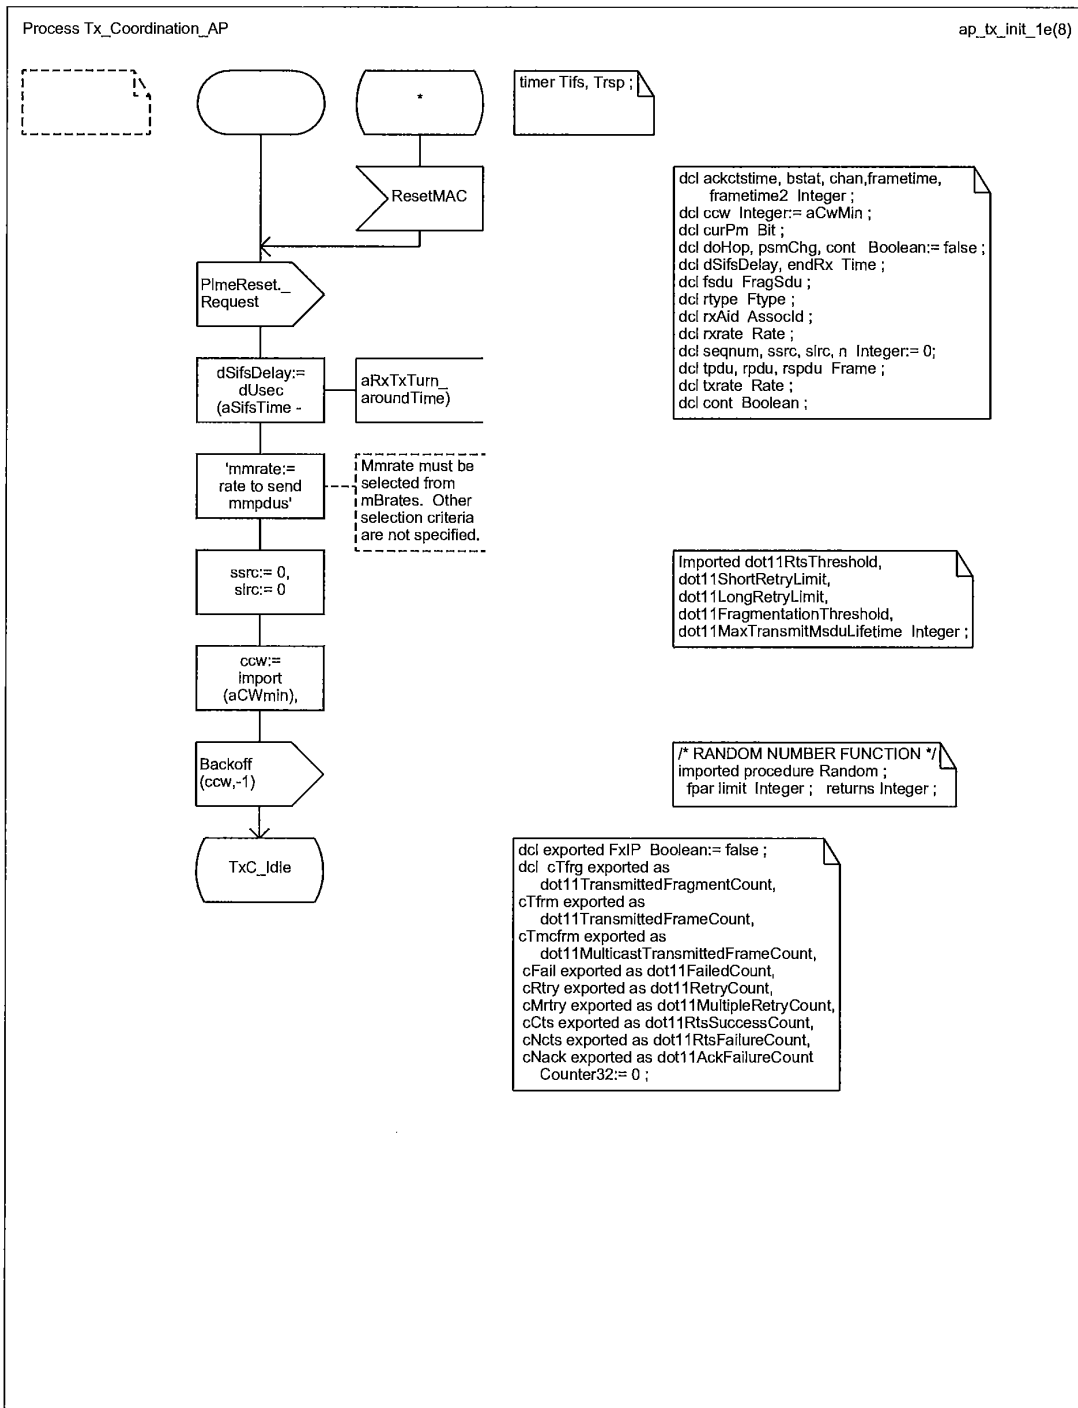 Process Tx_Coordination_AP
ap_tx_init_1e(8)
*
timer Tifs, Trsp ;
ResetMAC
dcl ackctstime, bstat, chan,frametime,
frametime2 Integer ;
dcl ccw Integer:= aCwMin ;
dcl curPm Bit ;
dcl doHop, psmChg, cont Boolean:= false ;
dcl dSifsDelay, endRx Time ;
dcl fsdu FragSdu ;
dcl rtype Ftype ;
dcl rxAid AssocId ;
dcl rxrate Rate ;
dcl seqnum, ssrc, slrc, n Integer:= 0;
dcl tpdu, rpdu, rspdu Frame ;
dcl txrate Rate ;
dcl cont Boolean ;
PlmeReset._
Request
dSifsDelay:=
dUsec
(aSifsTime -
aRxTxTurn_
aroundTime)
'mmrate:=
rate to send
mmpdus'
Mmrate must be
selected from
mBrates. Other
selection criteria
are not specified.
ssrc:= 0,
slrc:= 0
Imported dot11RtsThreshold,
dot11ShortRetryLimit,
dot11LongRetryLimit,
dot11FragmentationThreshold,
dot11MaxTransmitMsduLifetime Integer ;
ccw:=
import
(aCWmin),
Backoff
(ccw,-1)
/* RANDOM NUMBER FUNCTION */
imported procedure Random ;
fpar limit Integer ; returns Integer ;
TxC_Idle
dcl exported FxIP Boolean:= false ;
dcl cTfrg exported as
dot11TransmittedFragmentCount,
cTfrm exported as
dot11TransmittedFrameCount,
cTmcfrm exported as
dot11MulticastTransmittedFrameCount,
cFail exported as dot11FailedCount,
cRtry exported as dot11RetryCount,
cMrtry exported as dot11MultipleRetryCount,
cCts exported as dot11RtsSuccessCount,
cNcts exported as dot11RtsFailureCount,
cNack exported as dot11AckFailureCount
Counter32:= 0 ;